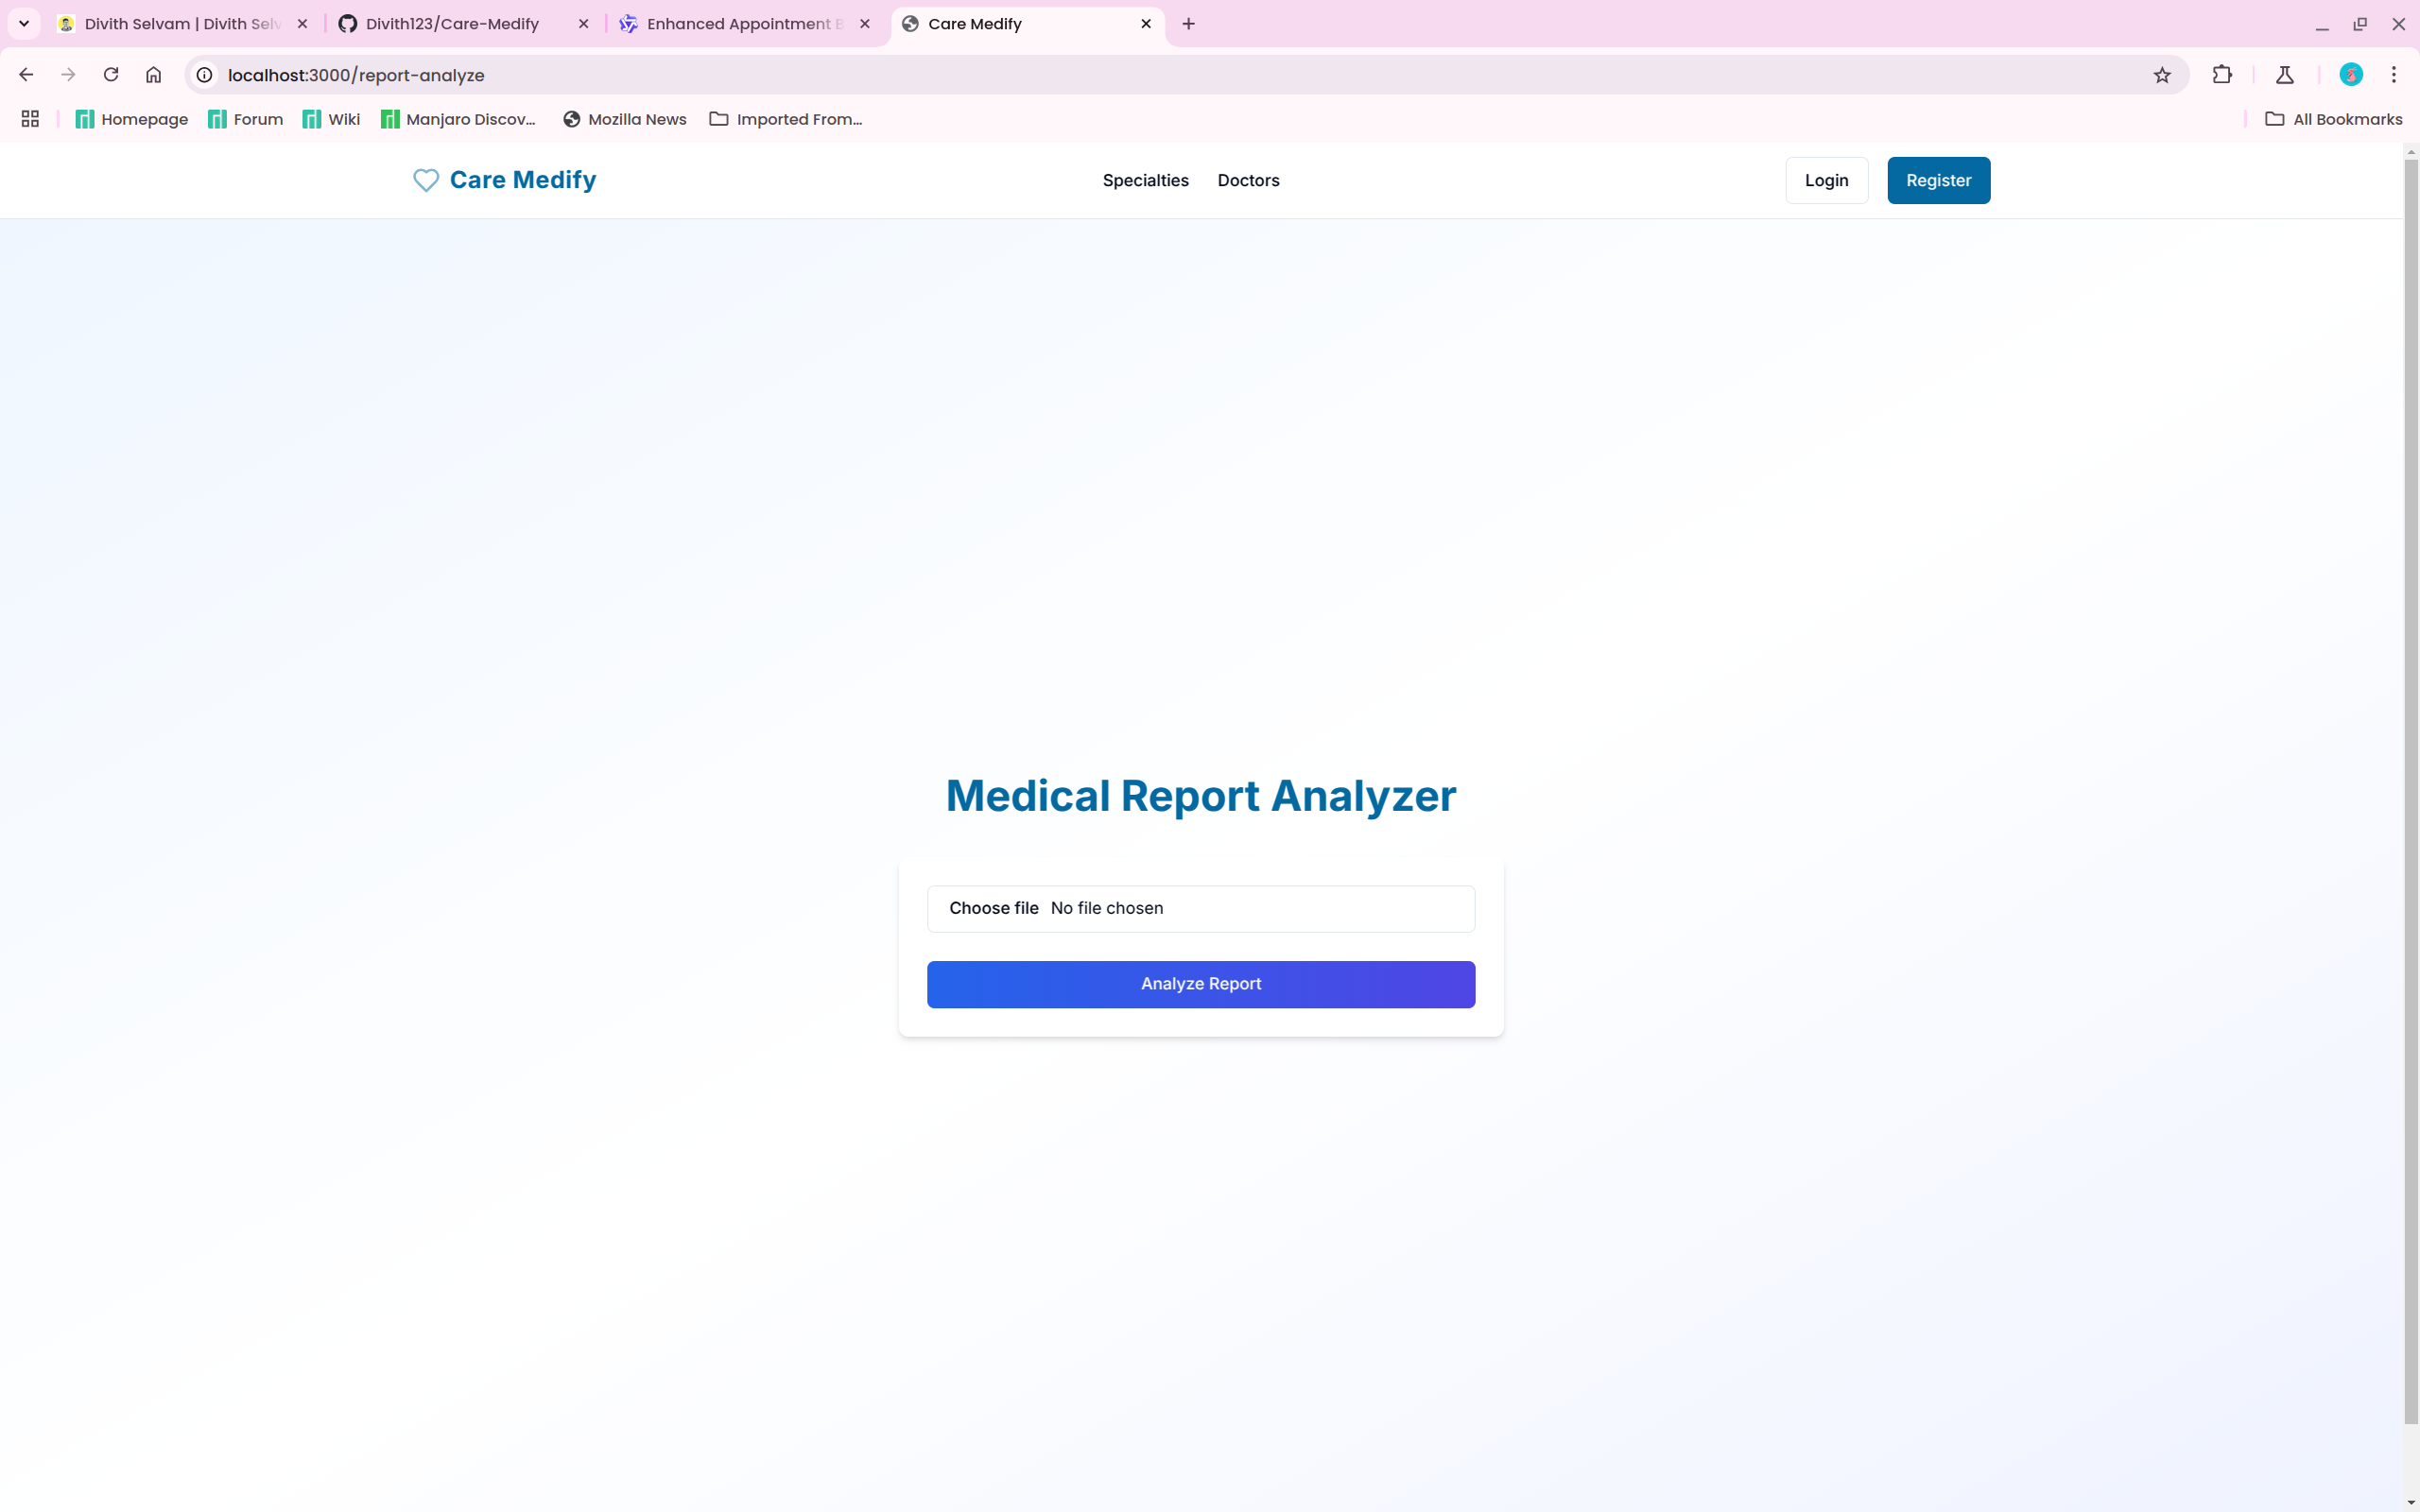 Divith Selvam | Divith Selv
Divith123/Care-Medify
Enhanced Appointment B
Care Medify
localhost:3000/report-analyze
Homepage
Forum
Wiki
Manjaro Discov...
Mozilla News
Imported From...
All Bookmarks
Care Medify
Specialties
Doctors
Login
Register
Medical Report Analyzer
Choose file No file chosen
Analyze Report